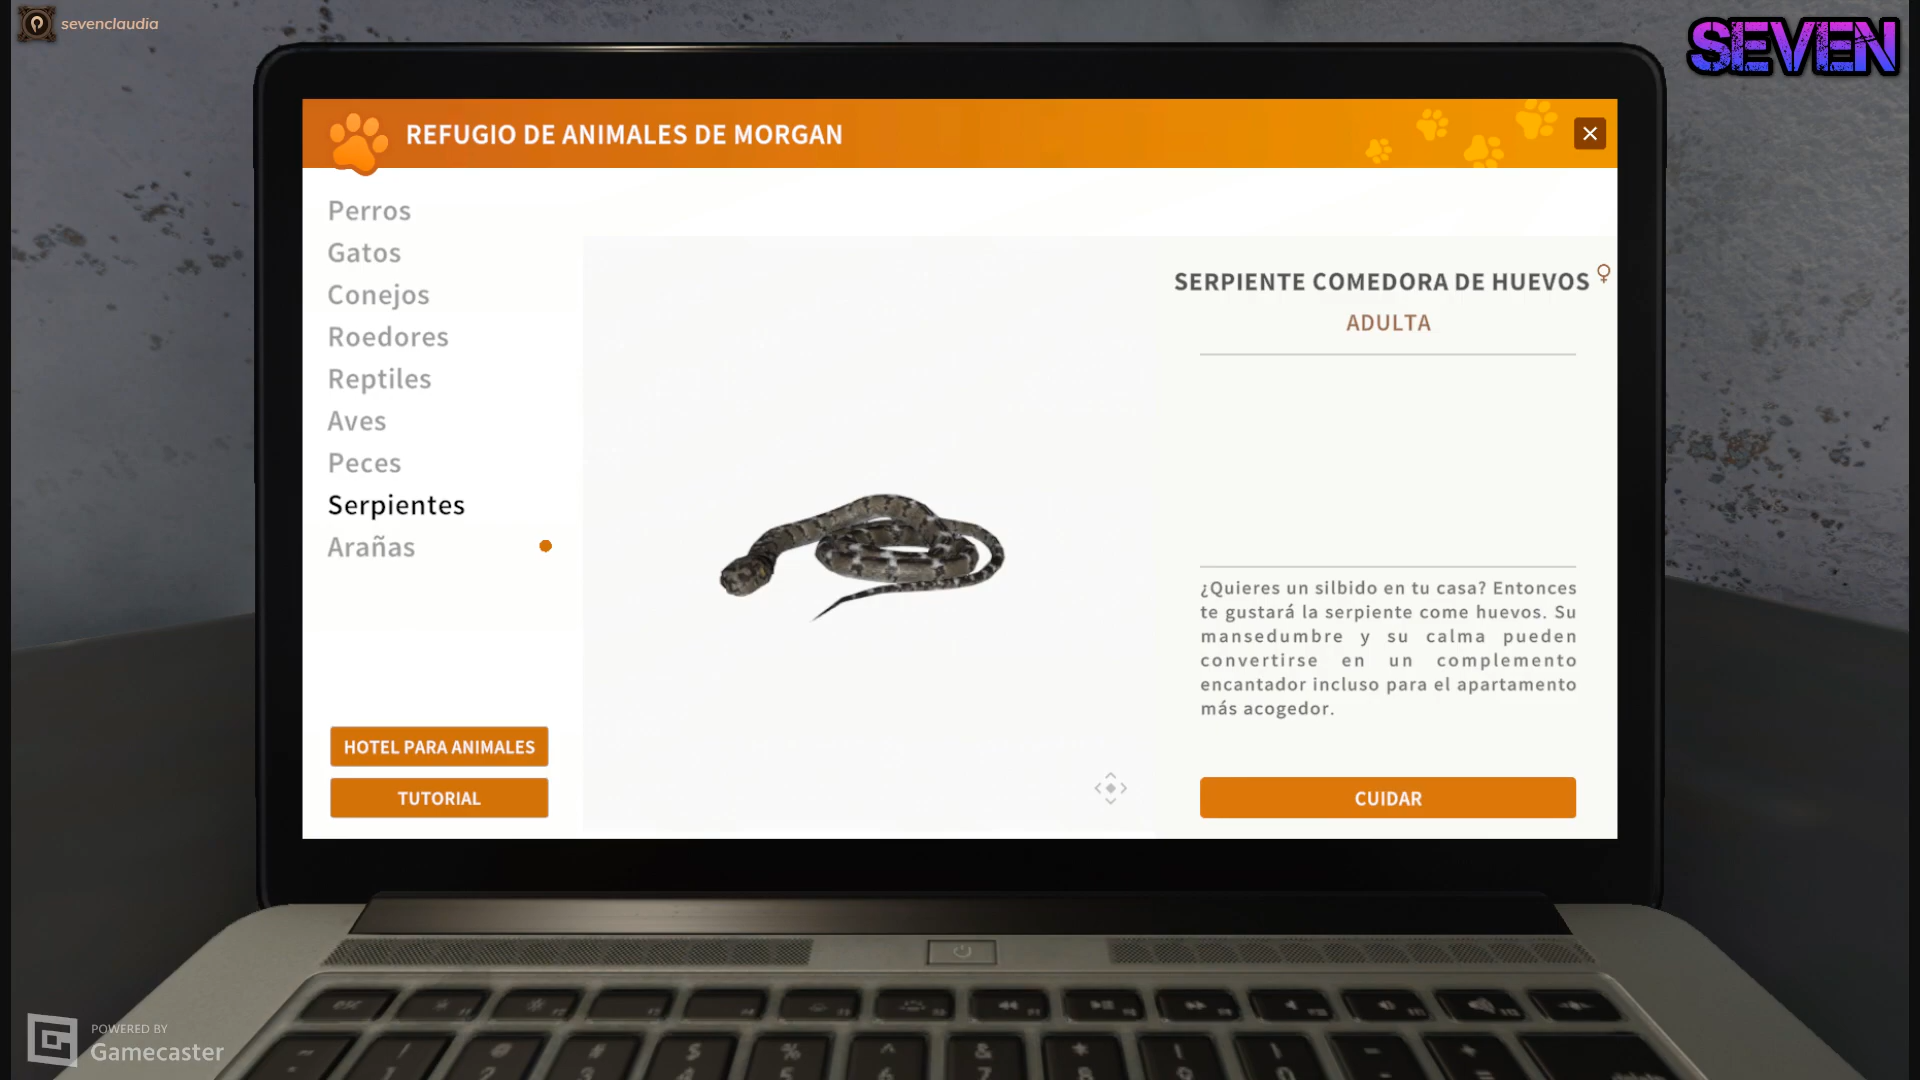 sevenclaudia
SEVEN
REFUGIO DE ANIMALES DE MORGAN
Perros
Gatos
Conejos
Roedores
Reptiles
Aves
Peces
Serpientes
Arañas
HOTEL PARA ANIMALES
TUTORIAL
SERPIENTE COMEDORA DE HUEVOS ♀
ADULTA
¿Quieres un silbido en tu casa? Entonces
te gustará la serpiente come huevos. Su
mansedumbre y su calma pueden
convertirse en un complemento
encantador incluso para el apartamento
más acogedor.
CUIDAR
esc
POWERED BY
Gamecaster